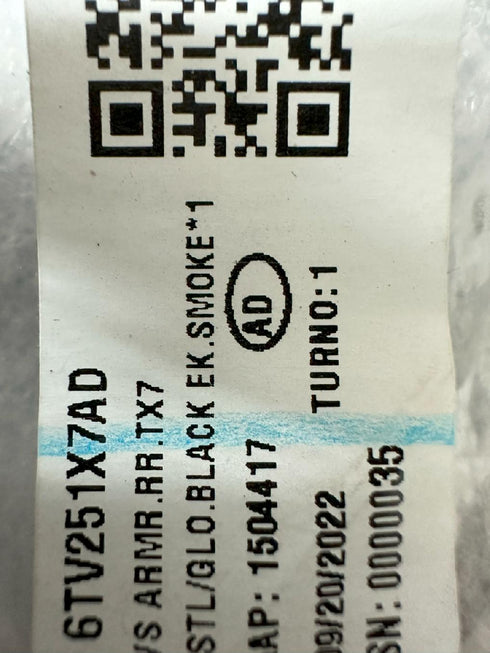 6TV251X7AD
/S ARMR.RR.TX7
STL/GLO.BLACK EK.SMOKE*1
AP: 1504417 AD
09/20/2022 TURNO:1
SN: 0000035